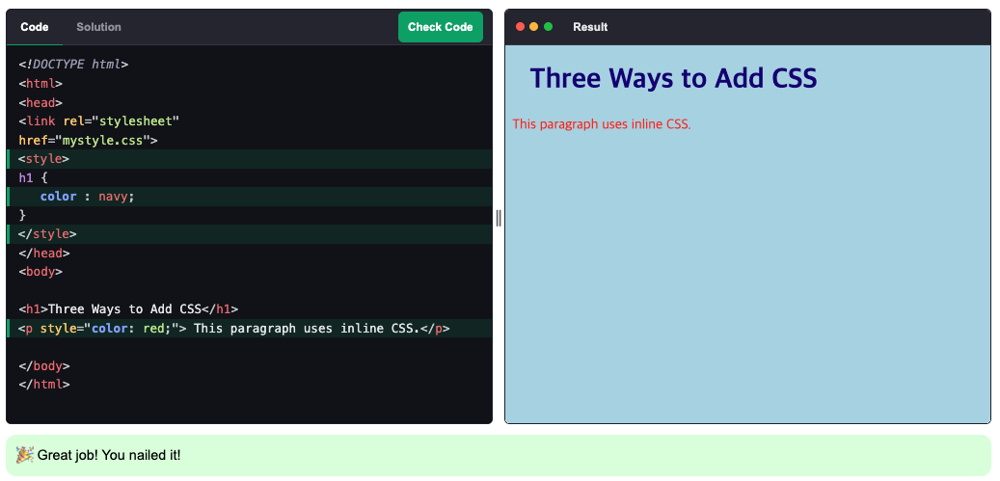 Code Solution Check Code
<!DOCTYPE html>
<html>
<head>
<link rel="stylesheet"
href="mystyle.css">
<style>
h1 {
   color : navy;
}
</style>
</head>
<body>
<h1>Three Ways to Add CSS</h1>
<p style="color: red;"> This paragraph uses inline CSS.</p>
</body>
</html>
Result
Three Ways to Add CSS
This paragraph uses inline CSS.
🎉 Great job! You nailed it!